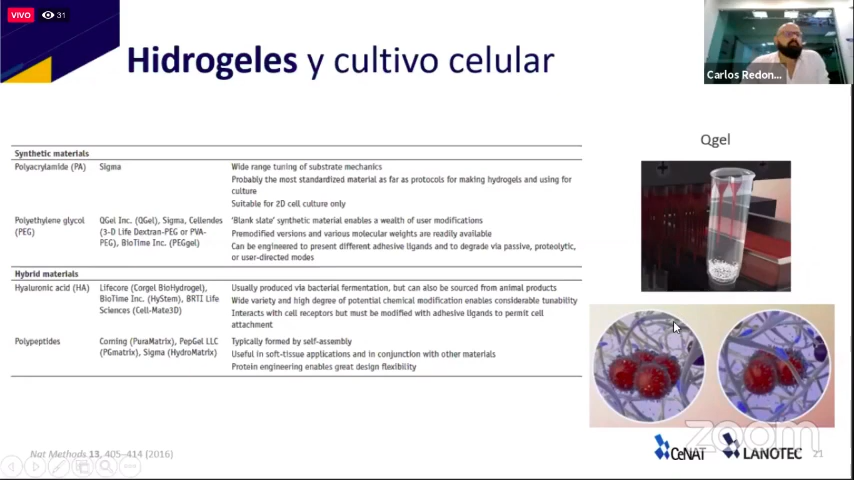 VIVO 31
Hidrogeles y cultivo celular
Carlos Redon...
Synthetic materials
Polyacrylamide (PA) Sigma Wide range tuning of substrate mechanics
Probably the most standardized material as far as protocols for making hydrogels and using for
culture
Suitable for 2D cell culture only
Polyethylene glycol QGel Inc. (QGel), Sigma, Cellendes 'Blank slate' synthetic material enables a wealth of user modifications
(PEG) (3-D Life Dextran-PEG or PVA- Premodified versions and various molecular weights are readily available
PEG), BioTime Inc. (PEGgel) Can be engineered to present different adhesive ligands and to degrade via passive, proteolytic,
or user-directed modes
Hybrid materials
Hyaluronic acid (HA) Lifecore (Corgel BioHydrogel), Usually produced via bacterial fermentation, but can also be sourced from animal products
BioTime Inc. (HyStem), BRTI Life Wide variety and high degree of potential chemical modification enables considerable tunability
Sciences (Cell-Mate3D) Interacts with cell receptors but must be modified with adhesive ligands to permit cell
attachment
Polypeptides Corning (PuraMatrix), PepGel LLC Typically formed by self-assembly
(PGmatrix), Sigma (HydroMatrix) Useful in soft-tissue applications and in conjunction with other materials
Protein engineering enables great design flexibility
Qgel
Nat Methods 13, 405–414 (2016)
zoom
CeNAT LANOTEC 21